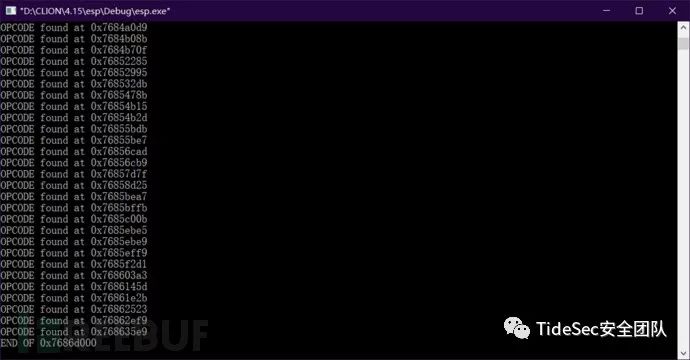 "D:\CLION\4.15\esp\Debug\esp.exe"
OPCODE found at 0x7684a0d9
OPCODE found at 0x7684b08b
OPCODE found at 0x7684b70f
OPCODE found at 0x76852285
OPCODE found at 0x76852995
OPCODE found at 0x768532db
OPCODE found at 0x7685478b
OPCODE found at 0x76854b15
OPCODE found at 0x76854b2d
OPCODE found at 0x76855bdb
OPCODE found at 0x76855be7
OPCODE found at 0x76856cad
OPCODE found at 0x76856cb9
OPCODE found at 0x76857d7f
OPCODE found at 0x76858d25
OPCODE found at 0x7685bea7
OPCODE found at 0x7685bffb
OPCODE found at 0x7685c00b
OPCODE found at 0x7685ebe5
OPCODE found at 0x7685ebe9
OPCODE found at 0x7685eff9
OPCODE found at 0x7685f2d1
OPCODE found at 0x768603a3
OPCODE found at 0x7686145d
OPCODE found at 0x76861e2b
OPCODE found at 0x76862523
OPCODE found at 0x76862ef9
OPCODE found at 0x768635e9
END OF 0x7686d000
REEBUF
TideSec安全团队